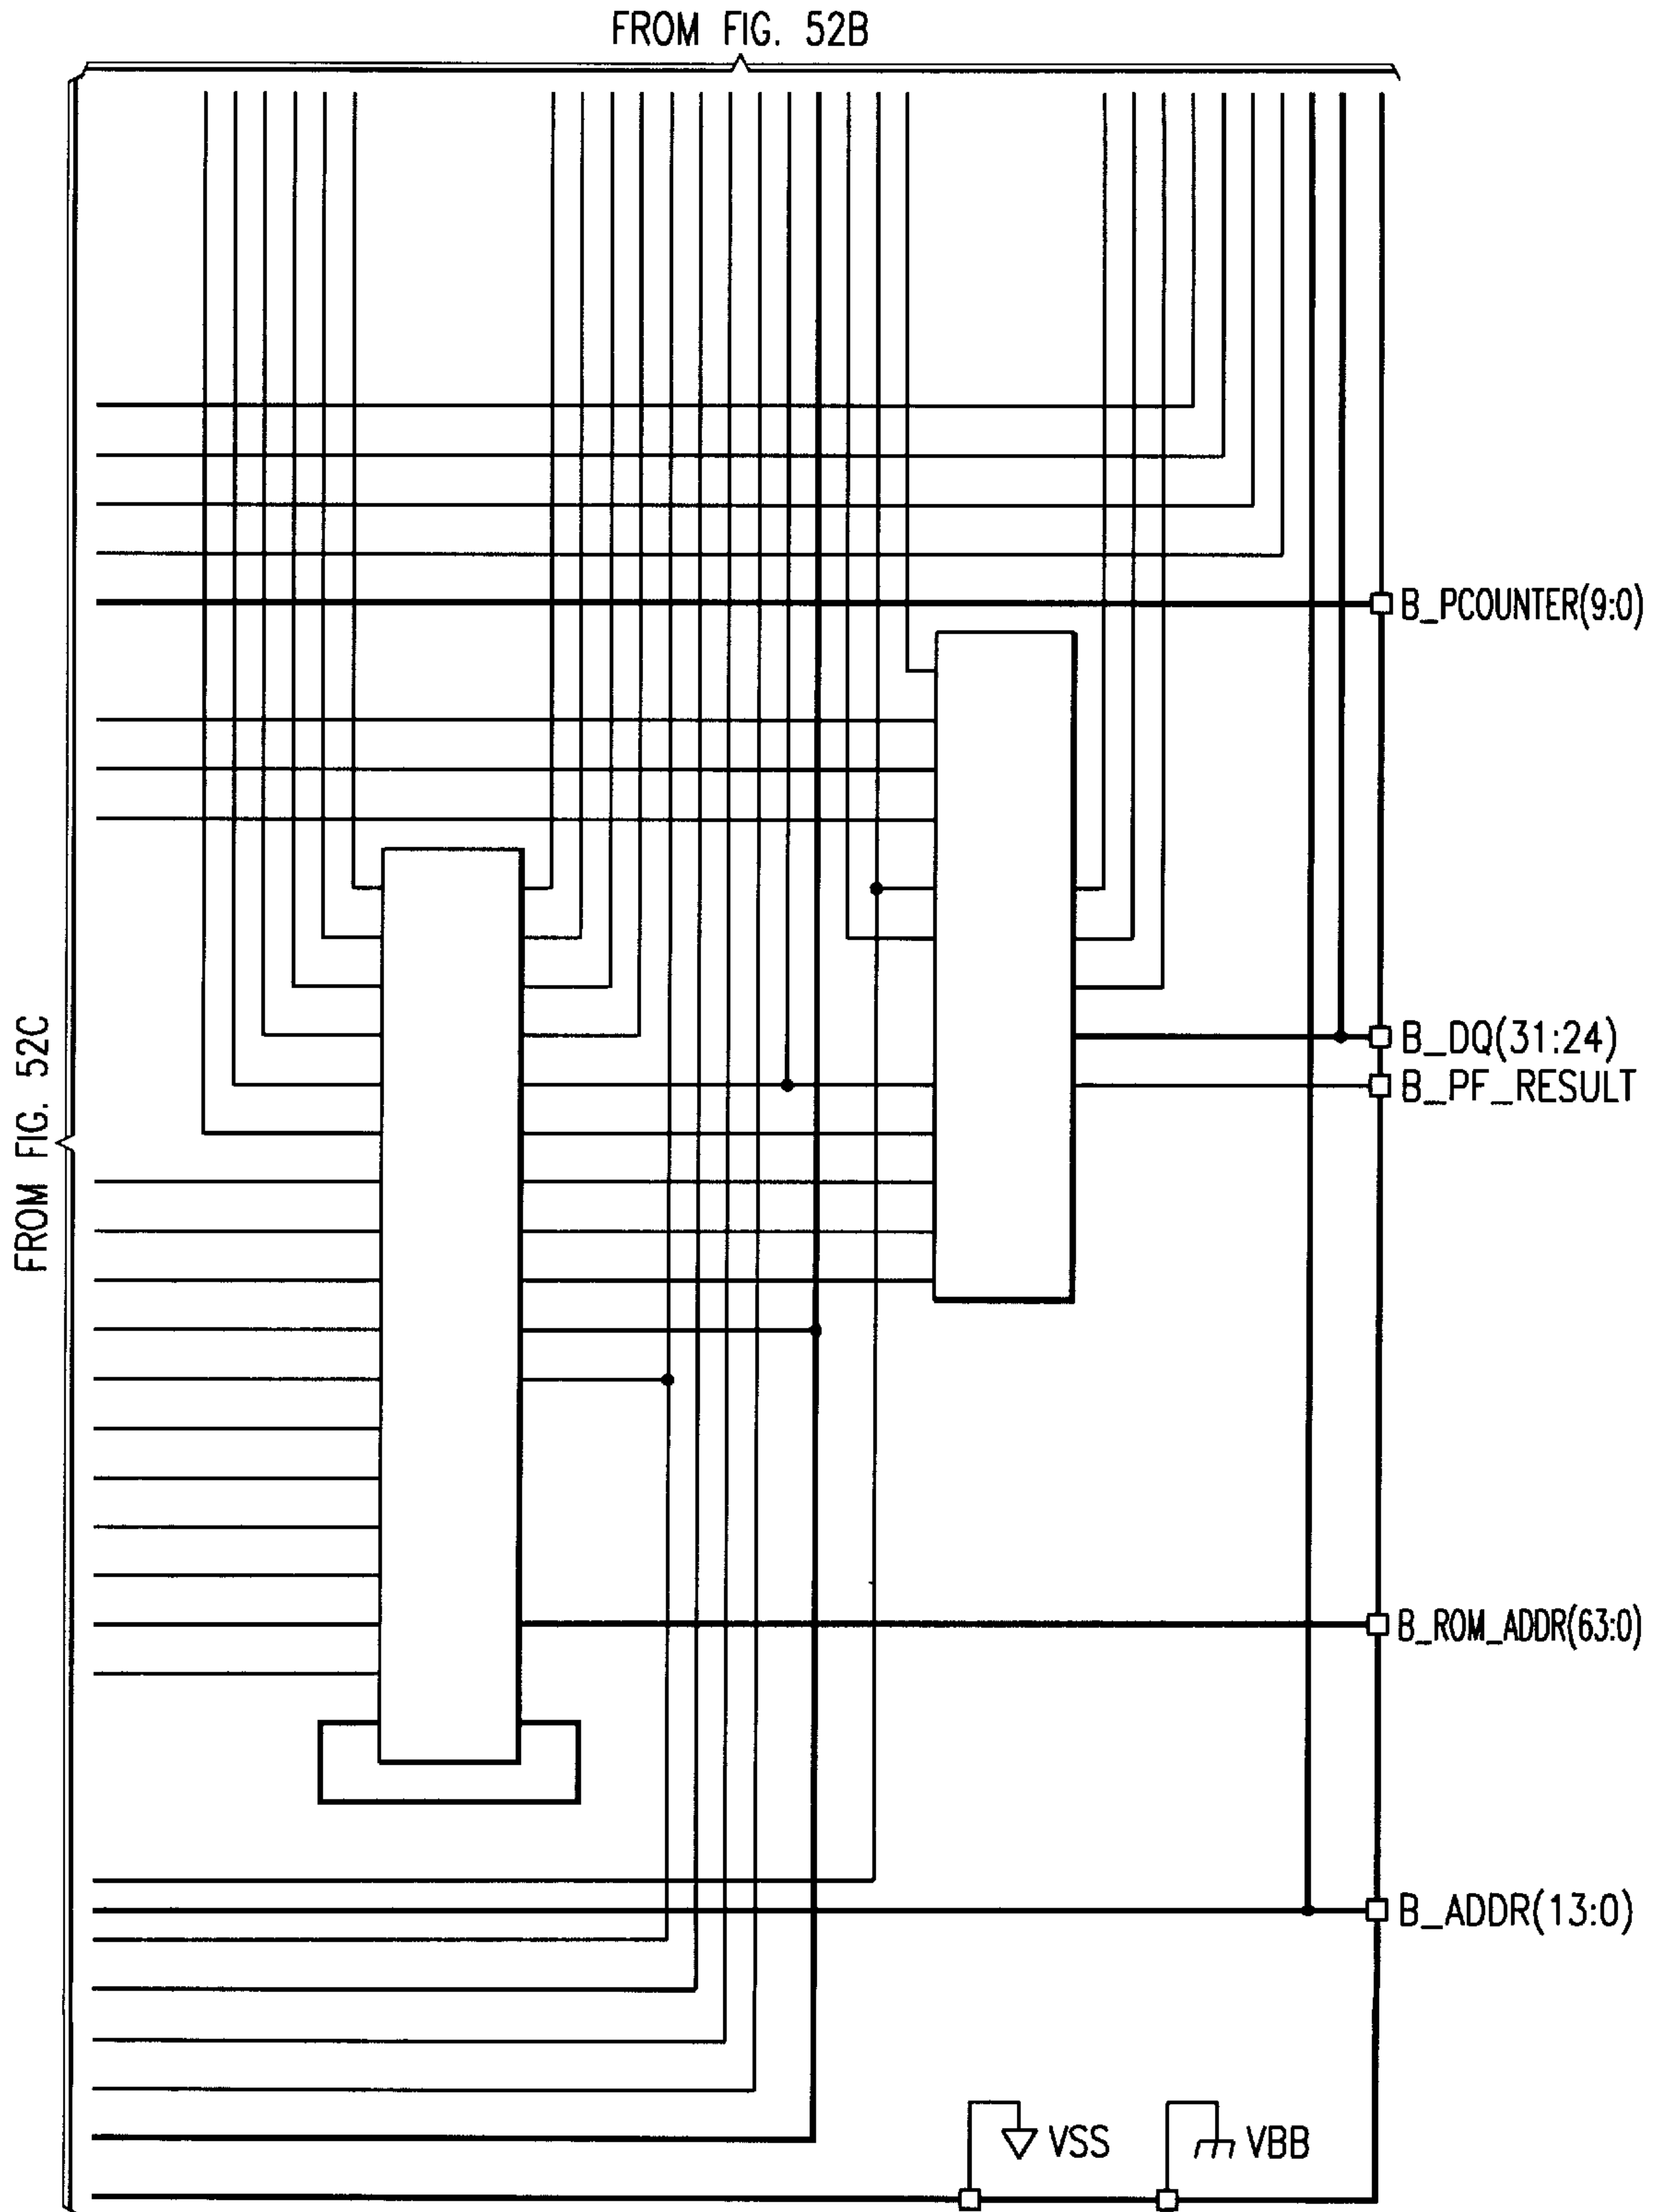 FROM FIG. 52B
B_PCOUNTER(9:0)
FROM FIG. 52C
B_DQ(31:24)
B_PF_RESULT
B_ROM_ADDR(63:0)
B_ADDR(13:0)
VSS
VBB